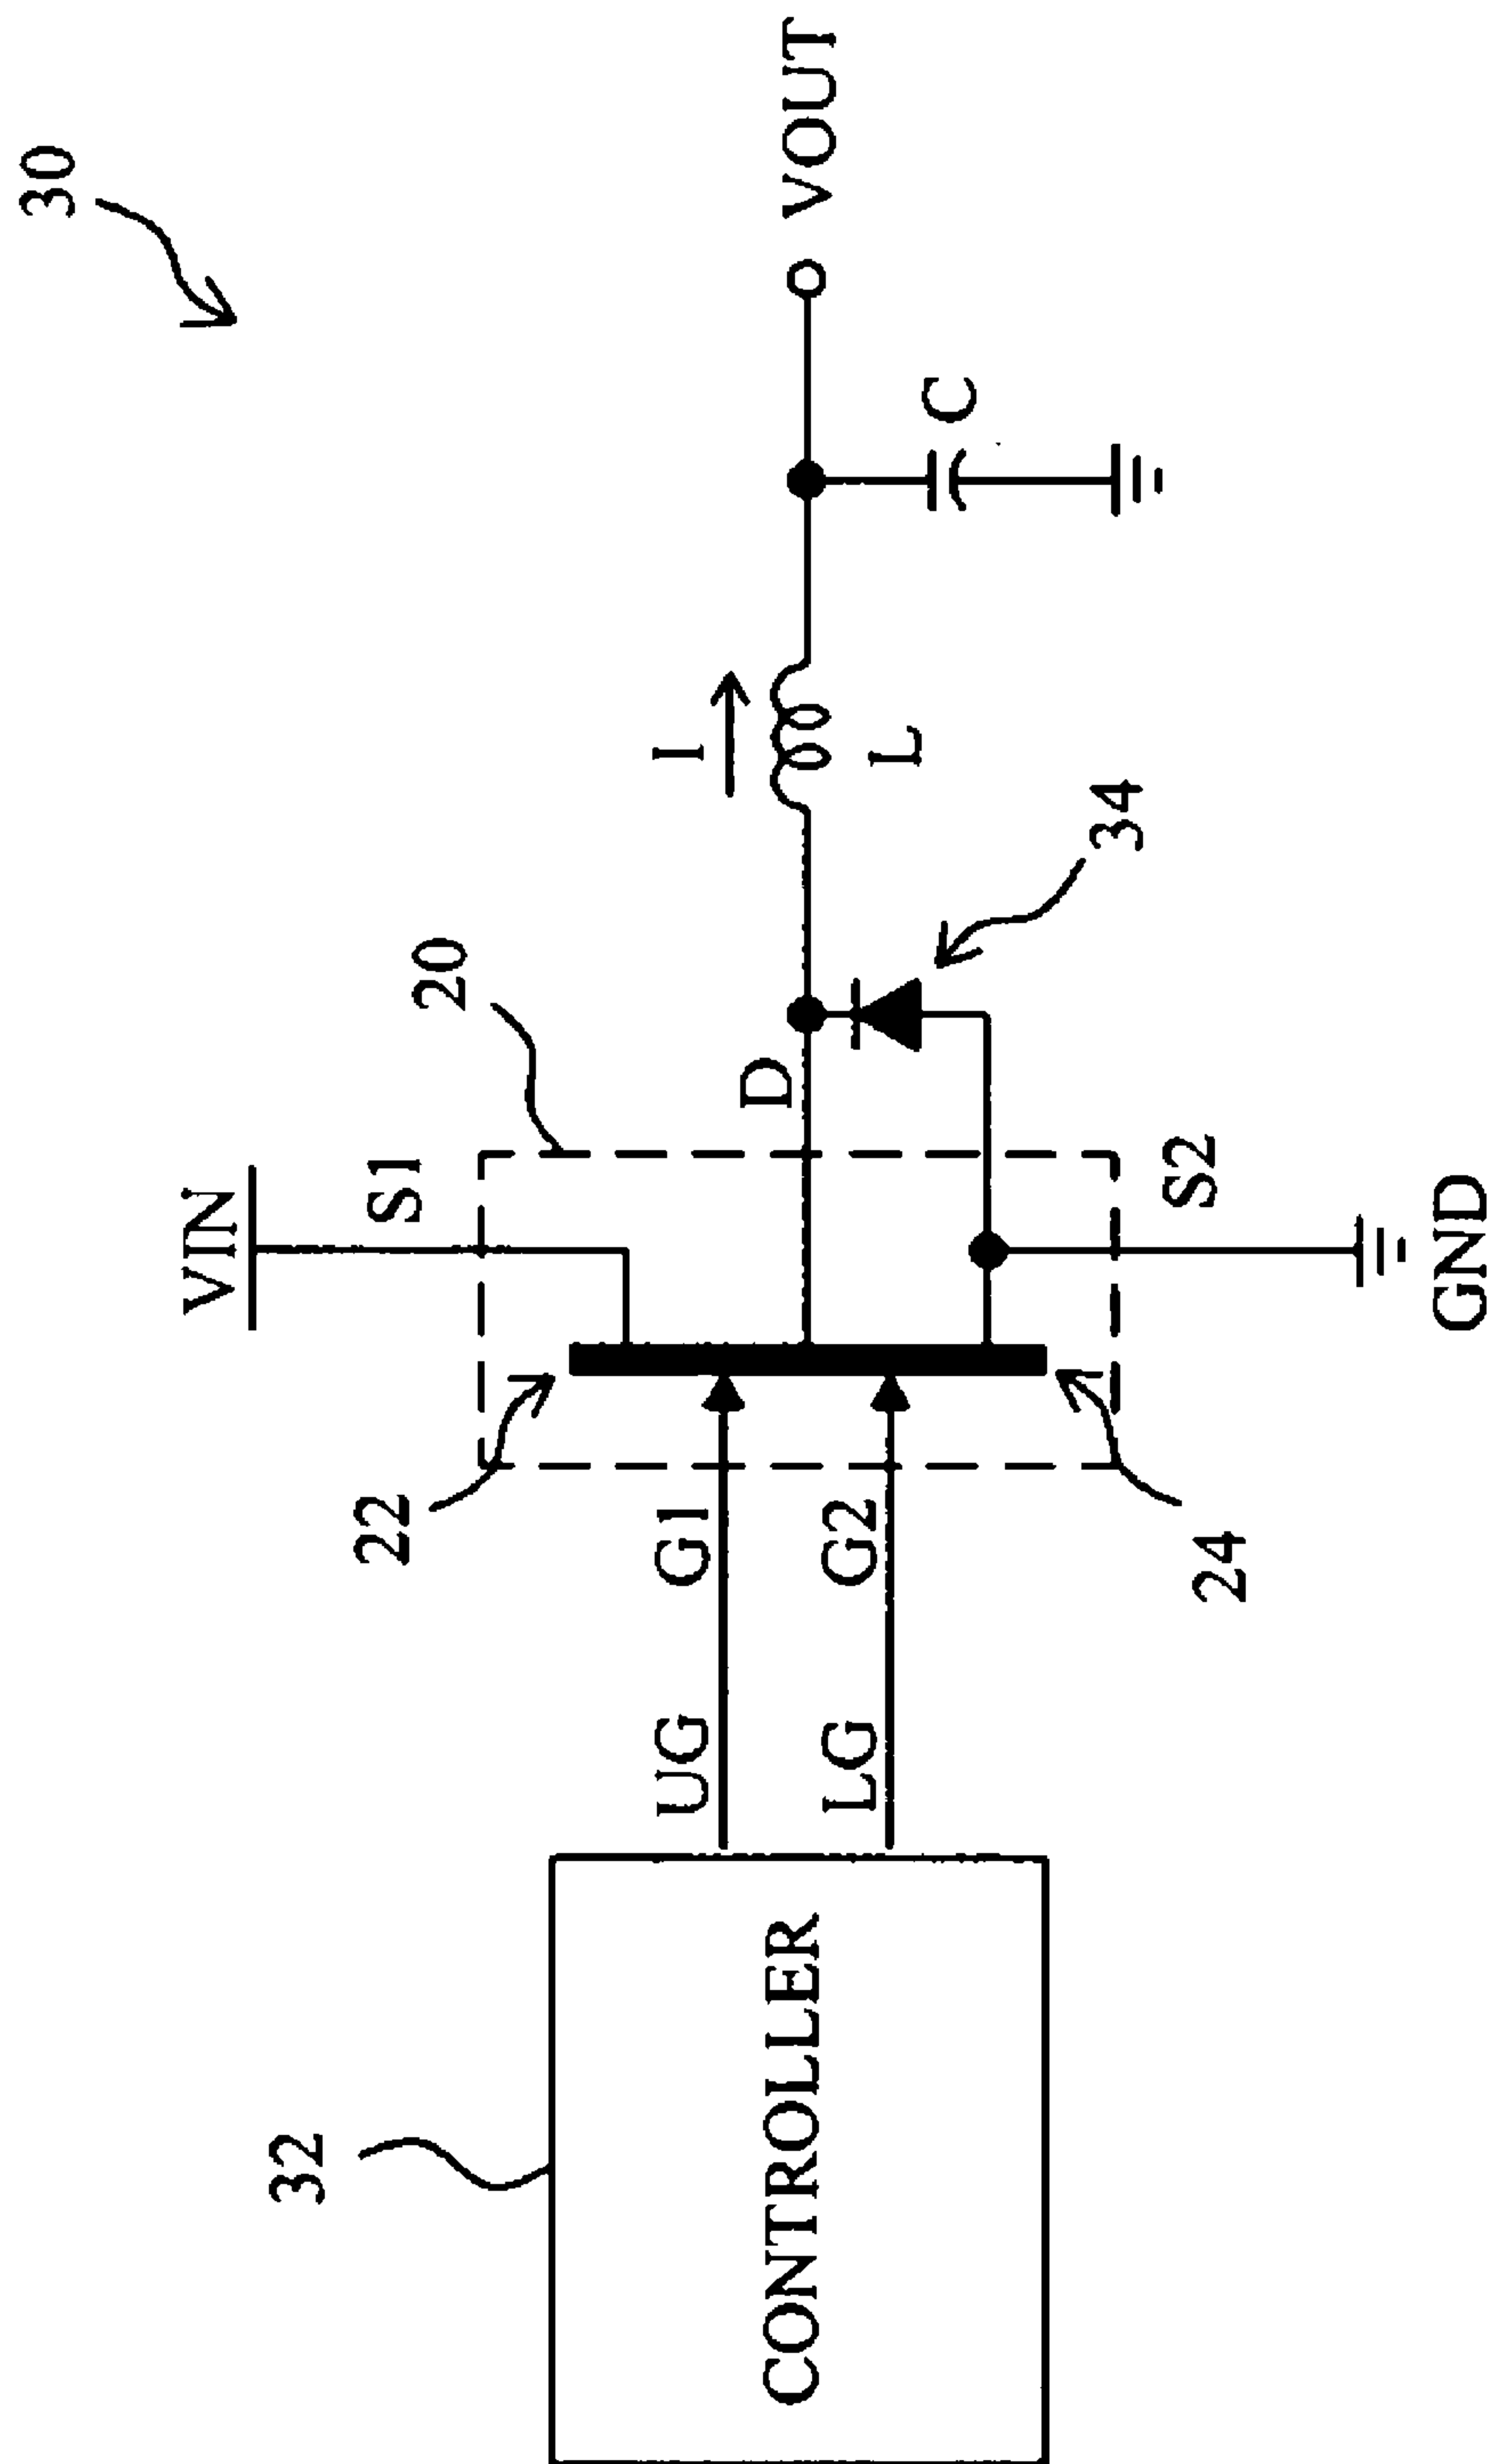 30
VIN
S1
20
22
I
D
VOUT
32
UG
G1
L
C
CONTROLLER
LG
G2
34
24
S2
GND